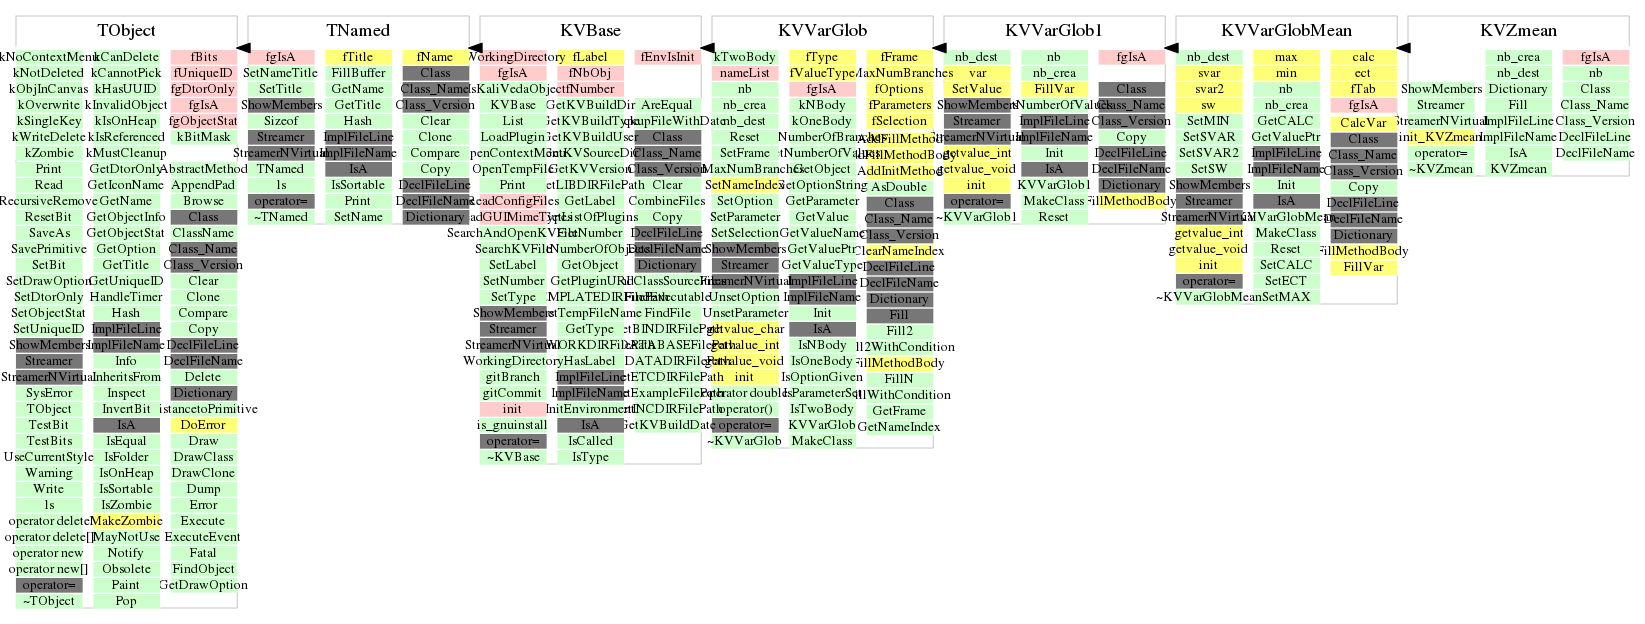 TObject
kNoContextMenu
kNotDeleted
kObjInCanvas
kOverwrite
kSingleKey
kWriteDelete
kZombie
Print
Read
RecursiveRemove
ResetBit
SaveAs
SavePrimitive
SetBit
SetDrawOption
SetDtorOnly
SetObjectStat
SetUniqueID
ShowMembers
Streamer
StreamerNVirtual
SysError
TObject
TestBit
TestBits
UseCurrentStyle
Warning
Write
ls
operator delete
operator delete[]
operator new
operator new[]
operator=
~TObject
kCanDelete
kCannotPick
kHasUUID
kInvalidObject
kIsOnHeap
kIsReferenced
kMustCleanup
GetDtorOnly
GetIconName
GetName
GetObjectInfo
GetObjectStat
GetOption
GetTitle
GetUniqueID
HandleTimer
Hash
ImplFileLine
ImplFileName
Info
InheritsFrom
Inspect
InvertBit
IsA
IsEqual
IsFolder
IsOnHeap
IsSortable
IsZombie
MakeZombie
MayNotUse
Notify
Obsolete
Paint
Pop
fBits
fUniqueID
fgDtorOnly
fgIsA
fgObjectStat
kBitMask
AbstractMethod
AppendPad
Browse
Class
ClassName
Class_Name
Class_Version
Clear
Clone
Compare
Copy
DeclFileLine
DeclFileName
Delete
Dictionary
DistancetoPrimitive
DoError
Draw
DrawClass
DrawClone
Dump
Error
Execute
ExecuteEvent
Fatal
FindObject
GetDrawOption
TNamed
fgIsA
SetNameTitle
SetTitle
ShowMembers
Sizeof
Streamer
StreamerNVirtual
TNamed
ls
operator=
~TNamed
fTitle
FillBuffer
GetName
GetTitle
Hash
ImplFileLine
ImplFileName
IsA
IsSortable
Print
SetName
fName
Class
Class_Name
Class_Version
Clear
Clone
Compare
Copy
DeclFileLine
DeclFileName
Dictionary
KVBase
WorkingDirectory
fgIsA
IsKaliVedaObject
KVBase
List
LoadPlugin
OpenContextMenu
OpenTempFile
Print
ReadConfigFiles
ReadGUIMimeTypes
SearchAndOpenKVFile
SearchKVFile
SetLabel
SetNumber
SetType
ShowMembers
Streamer
StreamerNVirtual
WorkingDirectory
gitBranch
gitCommit
init
is_gnuinstall
operator=
~KVBase
fLabel
fNbObj
fNumber
GetKVBuildDir
GetKVBuildType
GetKVBuildUser
GetKVSourceDir
GetKVVersion
GetLIBDIRFilePath
GetLabel
GetListOfPlugins
GetNumber
GetNumberOfObjects
GetObject
GetPluginURI
GetTEMPLATEDIRFilePath
GetTempFileName
GetType
GetWORKDIRFilePath
HasLabel
ImplFileLine
ImplFileName
InitEnvironment
IsA
IsCalled
IsType
fEnvIsInit
AreEqual
BackupFileWithDate
Class
Class_Name
Class_Version
Clear
CombineFiles
Copy
DeclFileLine
DeclFileName
Dictionary
FindClassSourceFiles
FindExecutable
FindFile
GetBINDIRFilePath
GetDATABASEFilePath
GetDATADIRFilePath
GetETCDIRFilePath
GetExampleFilePath
GetINCDIRFilePath
GetKVBuildDate
KVVarGlob
kTwoBody
nameList
nb
nb_crea
nb_dest
Reset
SetFrame
SetMaxNumBranches
SetNameIndex
SetOption
SetParameter
SetSelection
ShowMembers
Streamer
StreamerNVirtual
UnsetOption
UnsetParameter
getvalue_char
getvalue_int
getvalue_void
init
operator double
operator()
operator=
~KVVarGlob
fType
fValueType
fgIsA
kNBody
kOneBody
GetNumberOfBranches
GetNumberOfValues
GetObject
GetOptionString
GetParameter
GetValue
GetValueName
GetValuePtr
GetValueType
ImplFileLine
ImplFileName
Init
IsA
IsNBody
IsOneBody
IsOptionGiven
IsParameterSet
IsTwoBody
KVVarGlob
MakeClass
fFrame
fMaxNumBranches
fOptions
fParameters
fSelection
AddFillMethod
AddFillMethodBody
AddInitMethod
AsDouble
Class
Class_Name
Class_Version
ClearNameIndex
DeclFileLine
DeclFileName
Dictionary
Fill
Fill2
Fill2WithCondition
FillMethodBody
FillN
FillWithCondition
GetFrame
GetNameIndex
KVVarGlob1
nb_dest
var
SetValue
ShowMembers
Streamer
StreamerNVirtual
getvalue_int
getvalue_void
init
operator=
~KVVarGlob1
nb
nb_crea
FillVar
GetNumberOfValues
ImplFileLine
ImplFileName
Init
IsA
KVVarGlob1
MakeClass
Reset
fgIsA
Class
Class_Name
Class_Version
Copy
DeclFileLine
DeclFileName
Dictionary
FillMethodBody
KVVarGlobMean
nb_dest
svar
svar2
sw
SetMIN
SetSVAR
SetSVAR2
SetSW
ShowMembers
Streamer
StreamerNVirtual
getvalue_int
getvalue_void
init
operator=
~KVVarGlobMean
max
min
nb
nb_crea
GetCALC
GetValuePtr
ImplFileLine
ImplFileName
Init
IsA
KVVarGlobMean
MakeClass
Reset
SetCALC
SetECT
SetMAX
calc
ect
fTab
fgIsA
CalcVar
Class
Class_Name
Class_Version
Copy
DeclFileLine
DeclFileName
Dictionary
FillMethodBody
FillVar
KVZmean
ShowMembers
Streamer
StreamerNVirtual
init_KVZmean
operator=
~KVZmean
nb_crea
nb_dest
Dictionary
Fill
ImplFileLine
ImplFileName
IsA
KVZmean
fgIsA
nb
Class
Class_Name
Class_Version
DeclFileLine
DeclFileName